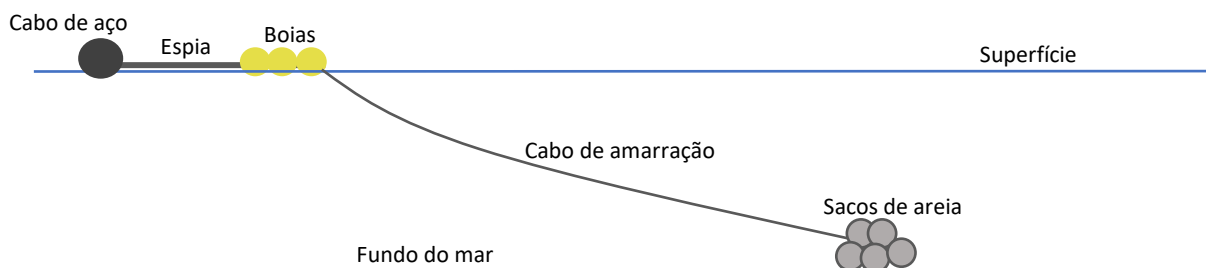 Cabo de aço
Espia
Boias
Superfície
Cabo de amarração
Sacos de areia
Fundo do mar